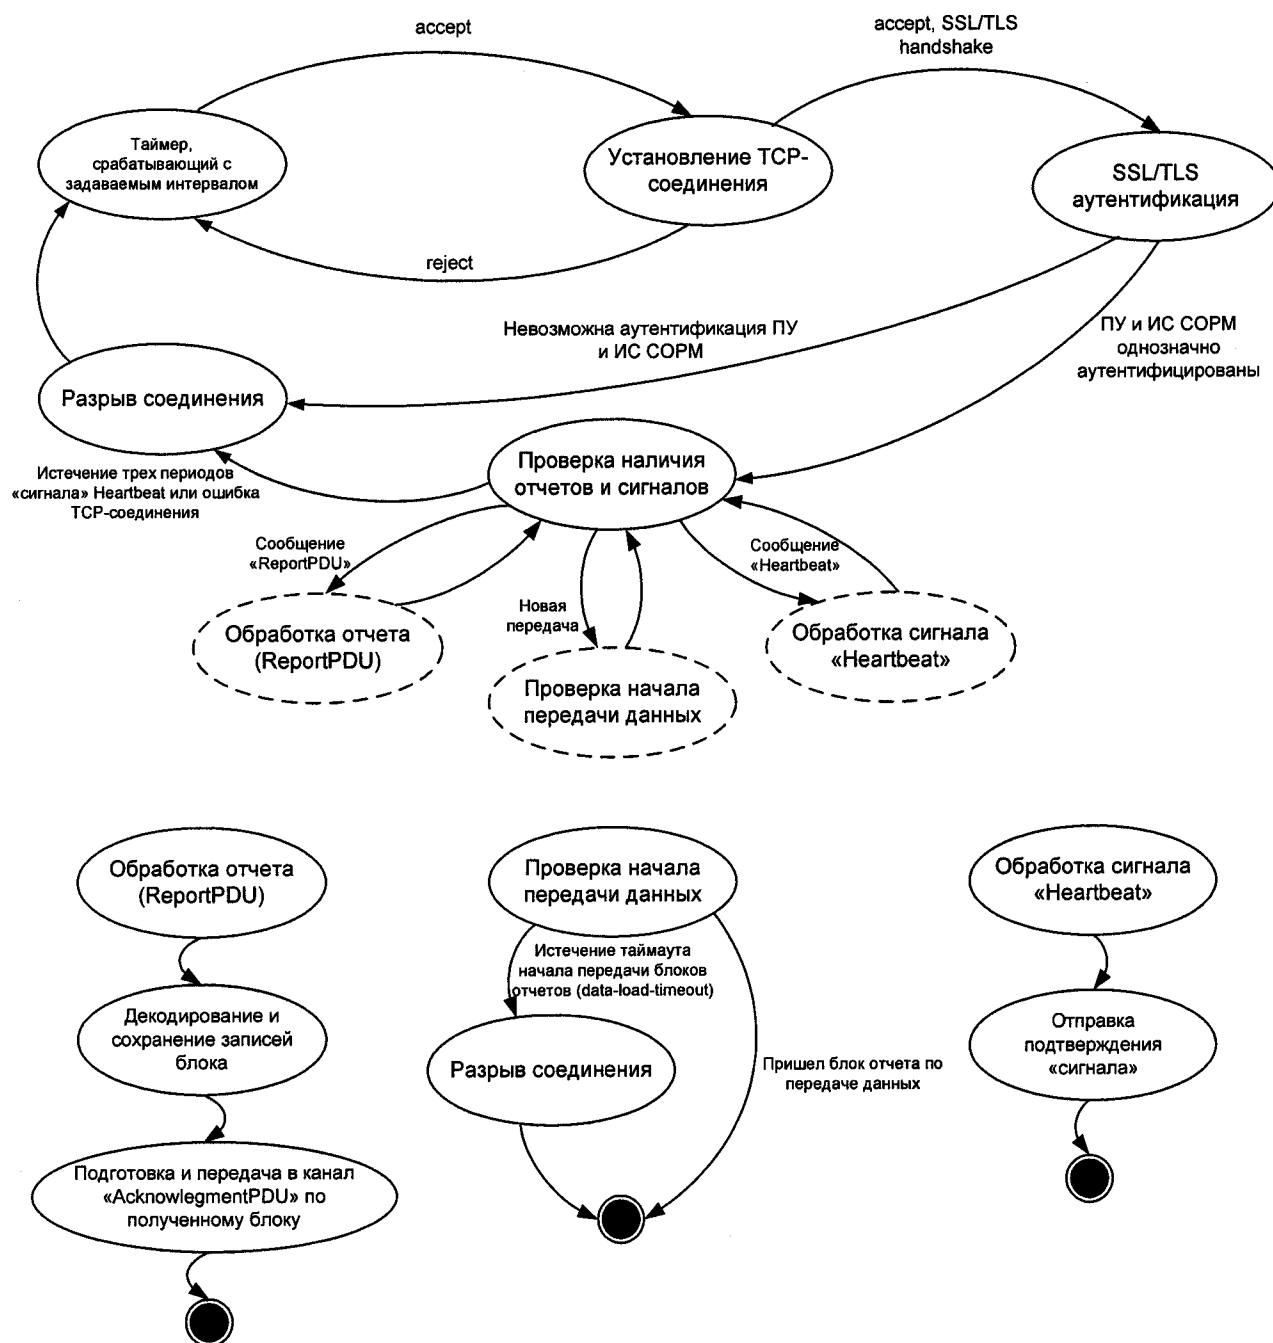 accept
accept, SSL/TLS
handshake
Таймер,
срабатывающий с
задаваемым интервалом
Установление TCP-
соединения
SSL/TLS
аутентификация
reject
Невозможна аутентификация ПУ
и ИС СОРМ
ПУ и ИС СОРМ
однозначно
аутентифицированы
Разрыв соединения
Истечение трех периодов
«сигнала» Heartbeat или ошибка
TCP-соединения
Проверка наличия
отчетов и сигналов
Сообщение
«ReportPDU»
Новая
передача
Сообщение
«Heartbeat»
Обработка отчета
(ReportPDU)
Проверка начала
передачи данных
Обработка сигнала
«Heartbeat»
Обработка отчета
(ReportPDU)
Декодирование и
сохранение записей
блока
Подготовка и передача в канал
«AcknowlegmentPDU» по
полученному блоку
Проверка начала
передачи данных
Истечение таймаута
начала передачи блоков
отчетов (data-load-timeout)
Разрыв соединения
Пришел блок отчета по
передаче данных
Обработка сигнала
«Heartbeat»
Отправка
подтверждения
«сигнала»